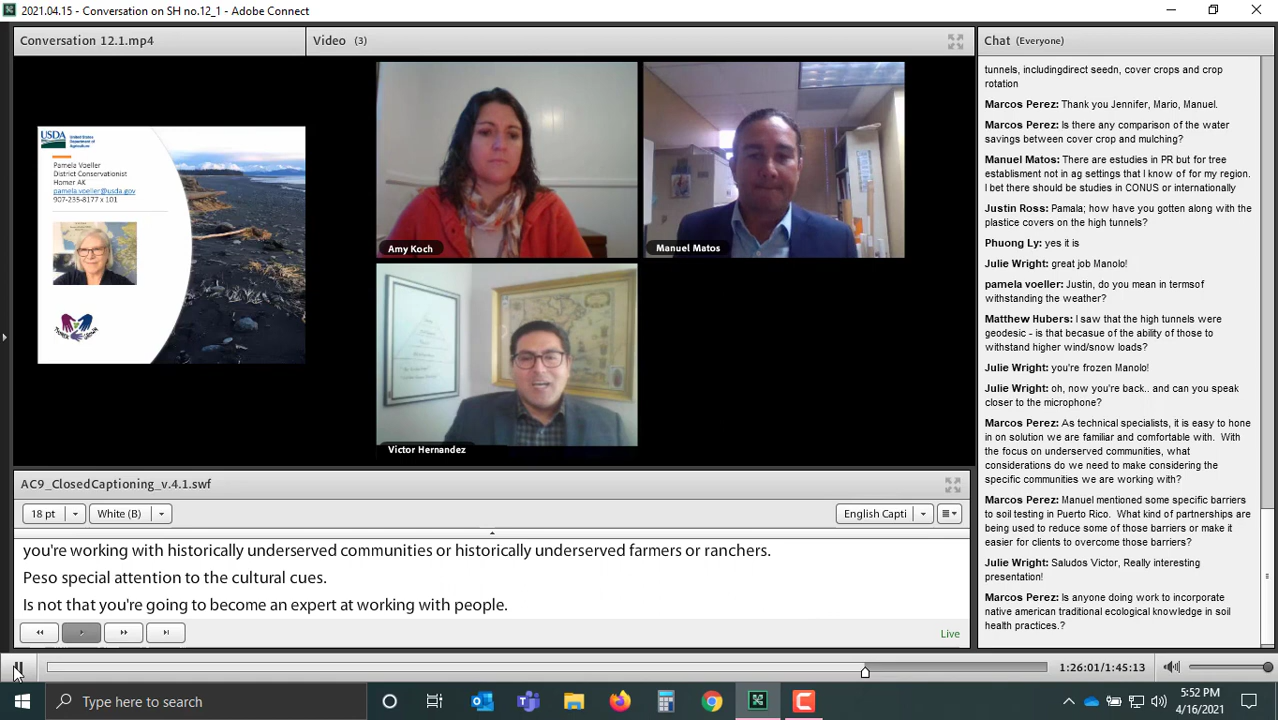 2021.04.15 - Conversation on SH no.12_1 - Adobe Connect
Conversation 12.1.mp4
USDA
United States
Department of
Agriculture
Pamela Voeller
District Conservationist
Homer AK
pamela.voeller@usda.gov
907-235-8177 x 101
Video (3)
Amy Koch
Manuel Matos
Victor Hernandez
AC9_ClosedCaptioning_v.4.1.swf
18 pt
White (B)
English Capti
you're working with historically underserved communities or historically underserved farmers or ranchers.
Peso special attention to the cultural cues.
Is not that you're going to become an expert at working with people.
Live
Chat (Everyone)
tunnels, includingdirect seedn, cover crops and crop
rotation
Marcos Perez: Thank you Jennifer, Mario, Manuel.
Marcos Perez: Is there any comparison of the water
savings between cover crop and mulching?
Manuel Matos: There are estudies in PR but for tree
establisment not in ag settings that I know of for my region.
I bet there should be studies in CONUS or internationally
Justin Ross: Pamala; how have you gotten along with the
plastice covers on the high tunnels?
Phuong Ly: yes it is
Julie Wright: great job Manolo!
pamela voeller: Justin, do you mean in termsof
withstanding the weather?
Matthew Hubers: I saw that the high tunnels were
geodesic - is that becasue of the ability of those to
withstand higher wind/snow loads?
Julie Wright: you're frozen Manolo!
Julie Wright: oh, now you're back.. and can you speak
closer to the microphone?
Marcos Perez: As technical specialists, it is easy to hone
in on solution we are familiar and comfortable with. With
the focus on underserved communities, what
considerations do we need to make considering the
specific communities we are working with?
Marcos Perez: Manuel mentioned some specific barriers
to soil testing in Puerto Rico. What kind of partnerships are
being used to reduce some of those barriers or make it
easier for clients to overcome those barriers?
Julie Wright: Saludos Victor, Really interesting
presentation!
Marcos Perez: Is anyone doing work to incorporate
native american traditional ecological knowledge in soil
health practices.?
1:26:01/1:45:13
Type here to search
5:52 PM
4/16/2021